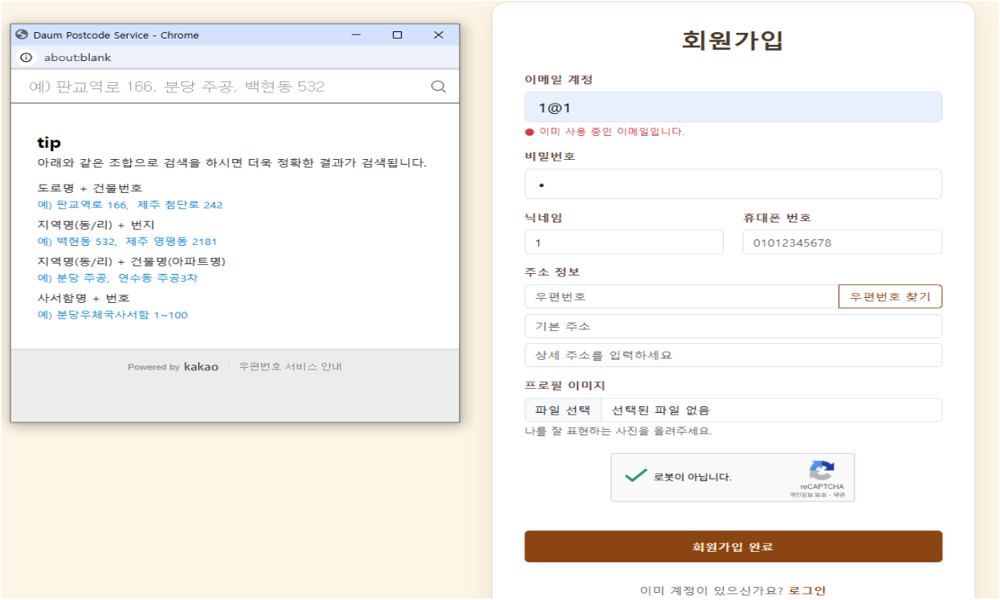 Daum Postcode Service - Chrome
about:blank
예) 판교역로 166, 분당 주공, 백현동 532
tip
아래와 같은 조합으로 검색을 하시면 더욱 정확한 결과가 검색됩니다.
도로명 + 건물번호
예) 판교역로 166, 제주 첨단로 242
지역명(동/리) + 번지
예) 백현동 532, 제주 영평동 2181
지역명(동/리) + 건물명(아파트명)
예) 분당 주공, 연수동 주공3차
사서함명 + 번호
예) 분당우체국사서함 1~100
Powered by kakao
우편번호 서비스 안내
회원가입
이메일 계정
1@1
이미 사용 중인 이메일입니다.
비밀번호
•
닉네임
휴대폰 번호
1
01012345678
주소 정보
우편번호
우편번호 찾기
기본 주소
상세 주소를 입력하세요
프로필 이미지
파일 선택
선택된 파일 없음
나를 잘 표현하는 사진을 올려주세요.
로봇이 아닙니다.
reCAPTCHA
개인정보 보호 - 약관
회원가입 완료
이미 계정이 있으신가요? 로그인